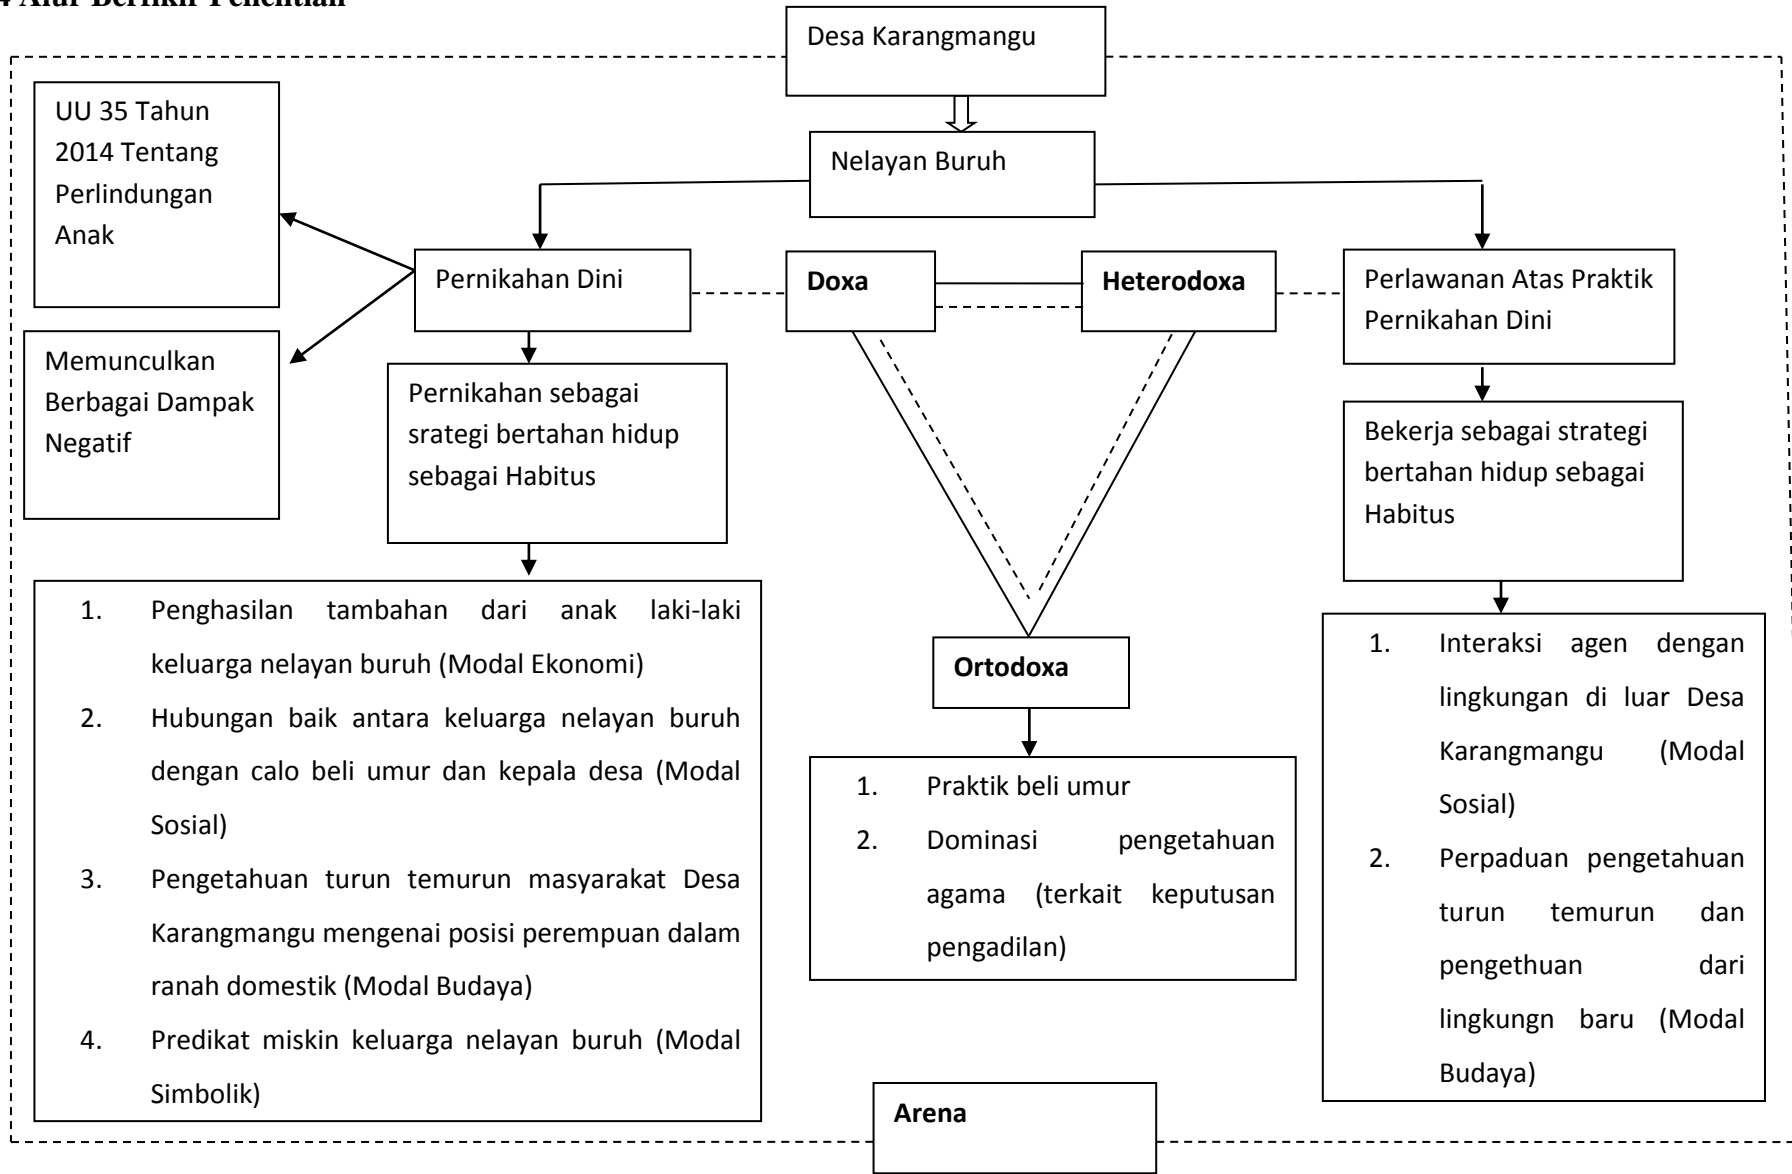 4 Alur Berfikir Penelitian
Desa Karangmangu
UU 35 Tahun
2014 Tentang
Perlindungan
Anak
Nelayan Buruh
Pernikahan Dini
Doxa
Heterodoxa
Perlawanan Atas Praktik
Pernikahan Dini
Memunculkan
Berbagai Dampak
Negatif
Pernikahan sebagai
srategi bertahan hidup
sebagai Habitus
Bekerja sebagai strategi
bertahan hidup sebagai
Habitus
1. Penghasilan tambahan dari anak laki-laki
keluarga nelayan buruh (Modal Ekonomi)
2. Hubungan baik antara keluarga nelayan buruh
dengan calo beli umur dan kepala desa (Modal
Sosial)
3. Pengetahuan turun temurun masyarakat Desa
Karangmangu mengenai posisi perempuan dalam
ranah domestik (Modal Budaya)
4. Predikat miskin keluarga nelayan buruh (Modal
Simbolik)
Ortodoxa
1. Praktik beli umur
2. Dominasi pengetahuan
agama (terkait keputusan
pengadilan)
1. Interaksi agen dengan
lingkungan di luar Desa
Karangmangu (Modal
Sosial)
2. Perpaduan pengetahuan
turun temurun dan
pengethuan dari
lingkungn baru (Modal
Budaya)
Arena